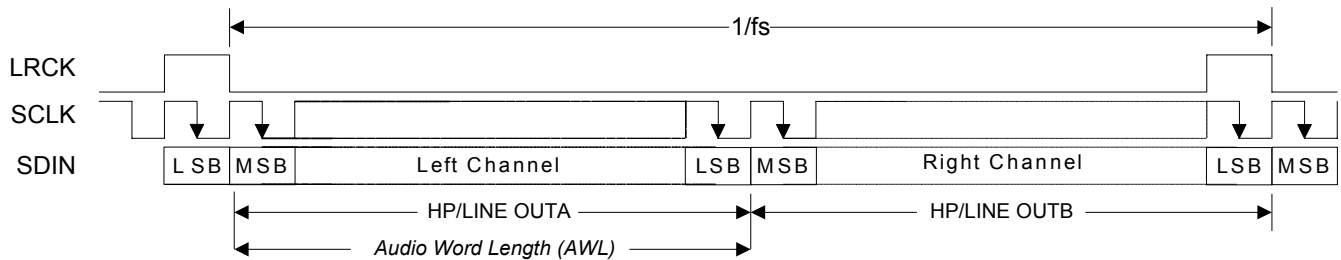 1/fs
LRCK
SCLK
SDIN
LSB MSB Left Channel LSB MSB Right Channel LSB MSB
HP/LINE OUTA HP/LINE OUTB
Audio Word Length (AWL)